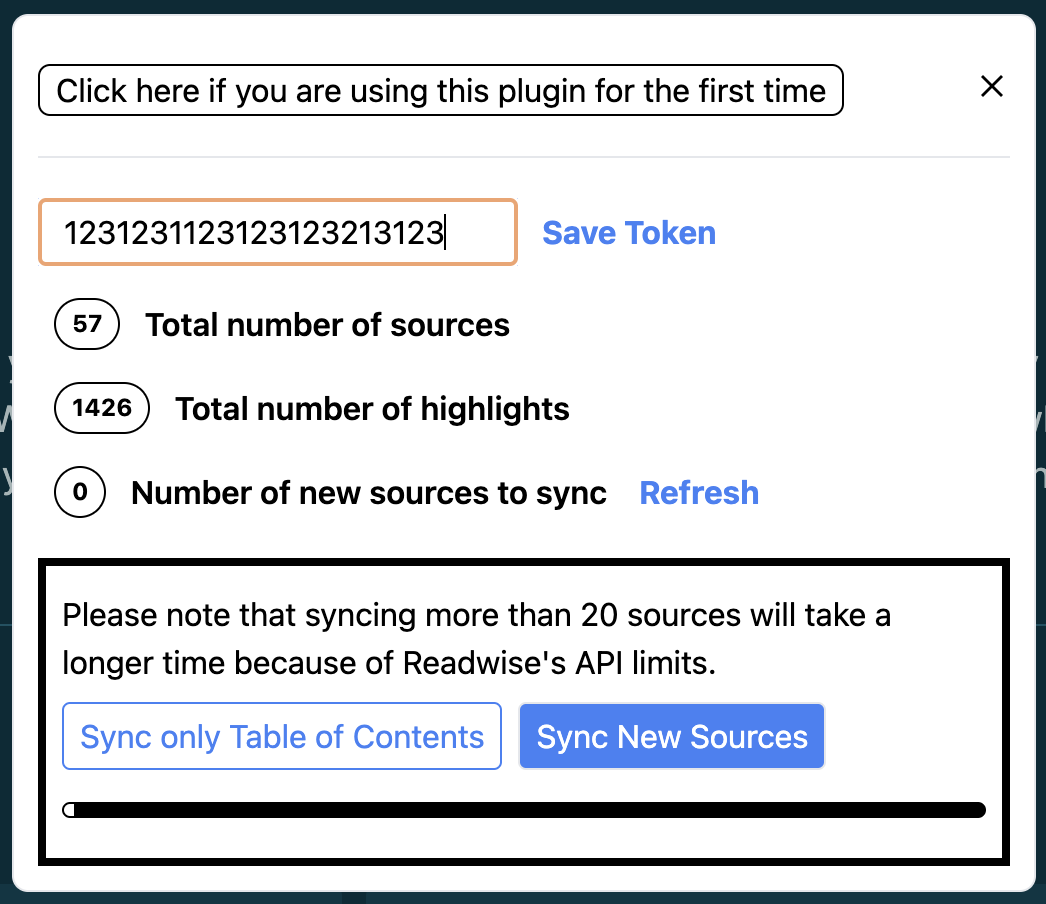 Click here if you are using this plugin for the first time
1231231123123123213123
Save Token
57 Total number of sources
1426 Total number of highlights
0 Number of new sources to sync Refresh
Please note that syncing more than 20 sources will take a
longer time because of Readwise's API limits.
Sync only Table of Contents
Sync New Sources